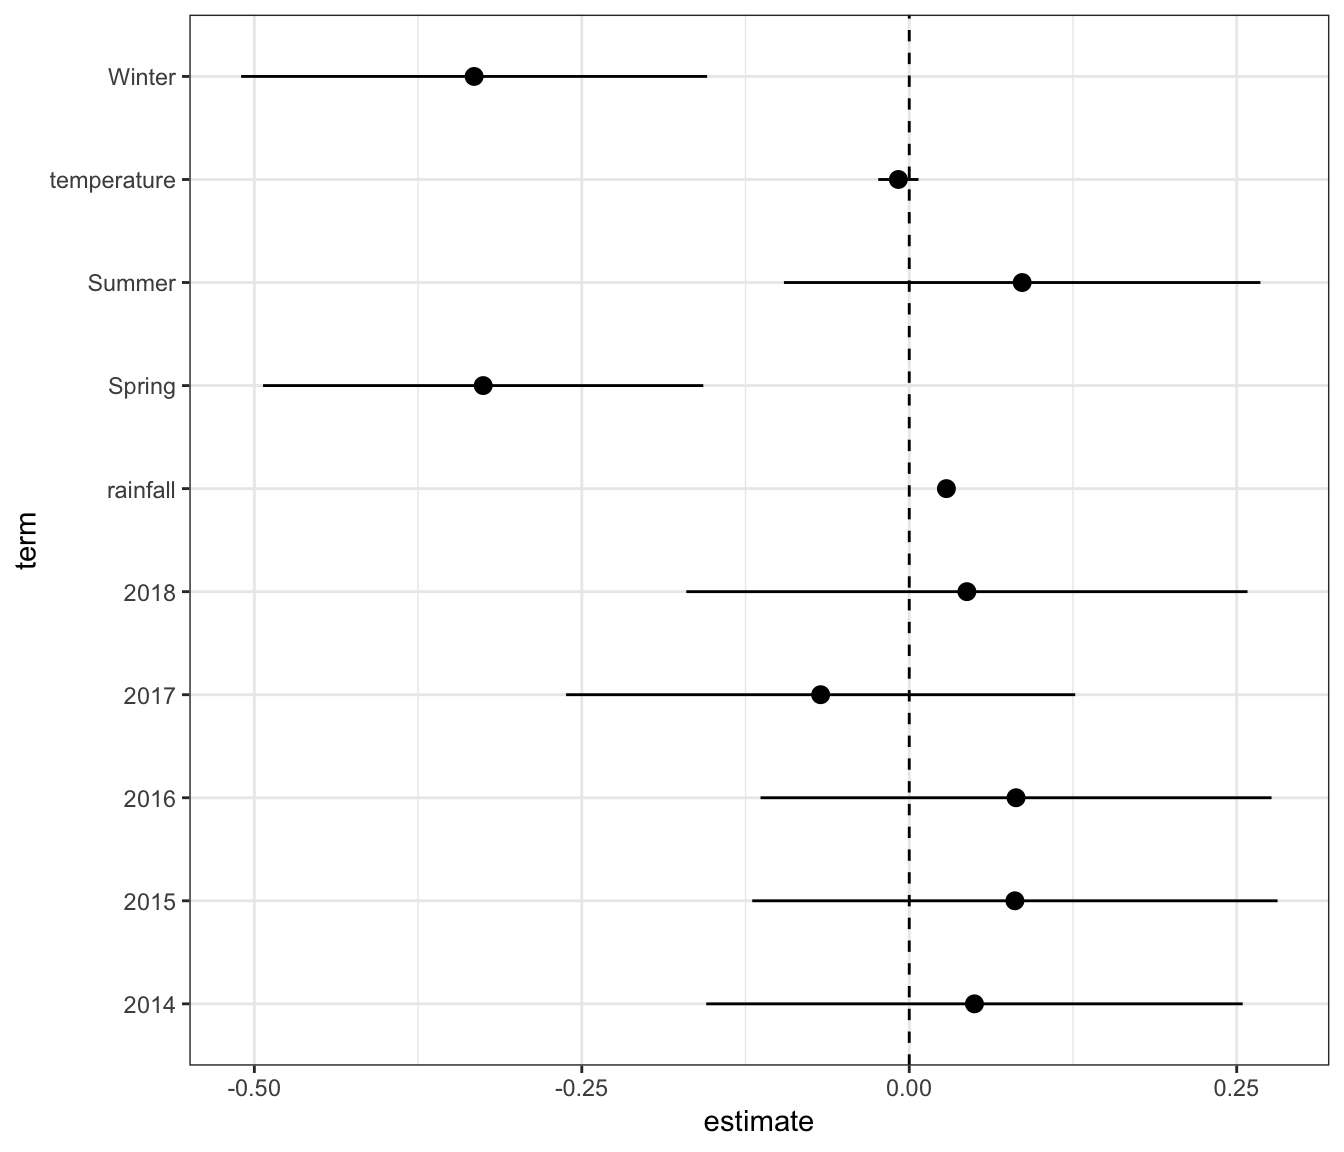 Winter
temperature
Summer
Spring
rainfall
term
2018
2017
2016
2015
2014
-0.50 -0.25 0.00 0.25
estimate